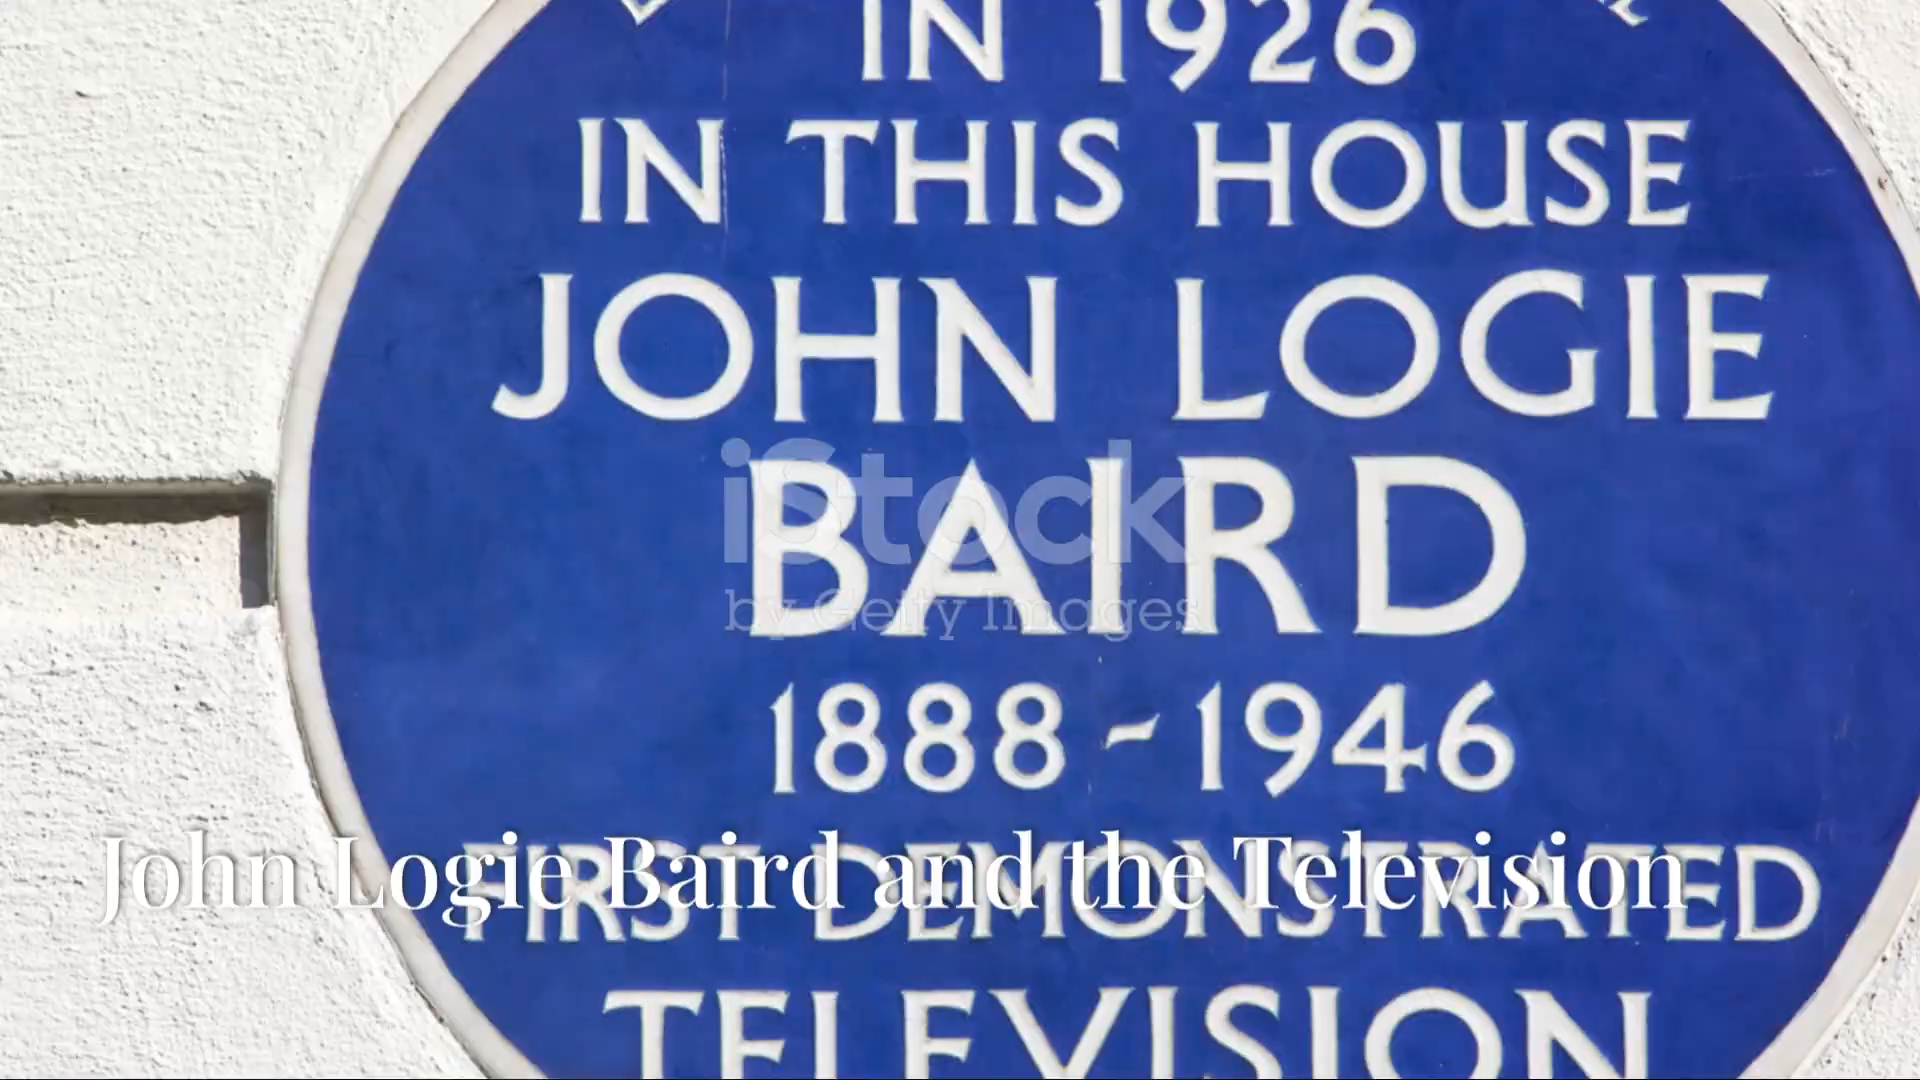 IN 1926
IN THIS HOUSE
JOHN LOGIE
BAIRD
iStock
by Getty Images
1888-1946
John Logie Baird and the Television
FIRST DEMONSTRATED
TELEVISION